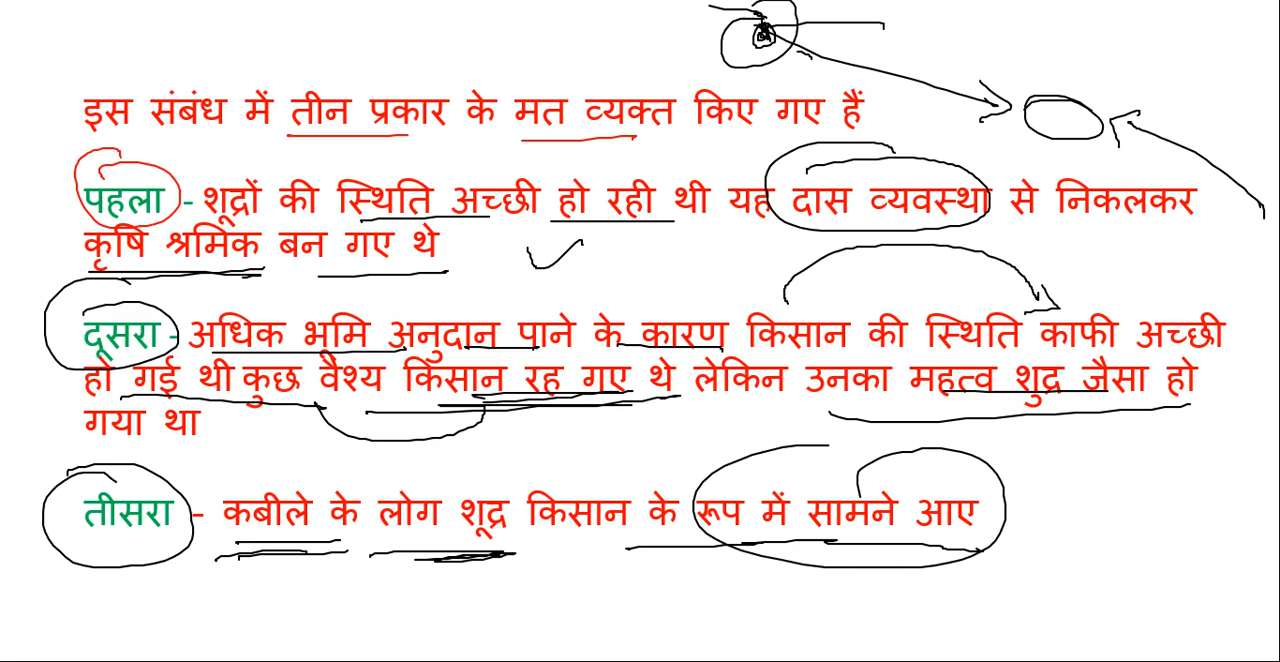 इस संबंध में तीन प्रकार के मत व्यक्त किए गए हैं
पहला - शूद्रों की स्थिति अच्छी हो रही थी यह दास व्यवस्था से निकलकर
कृषि श्रमिक बन गए थे
दूसरा - अधिक भूमि अनुदान पाने के कारण किसान की स्थिति काफी अच्छी
हो गई थी कुछ वैश्य किसान रह गए थे लेकिन उनका महत्व शुद्र जैसा हो
गया था
तीसरा - कबीले के लोग शूद्र किसान के रूप में सामने आए